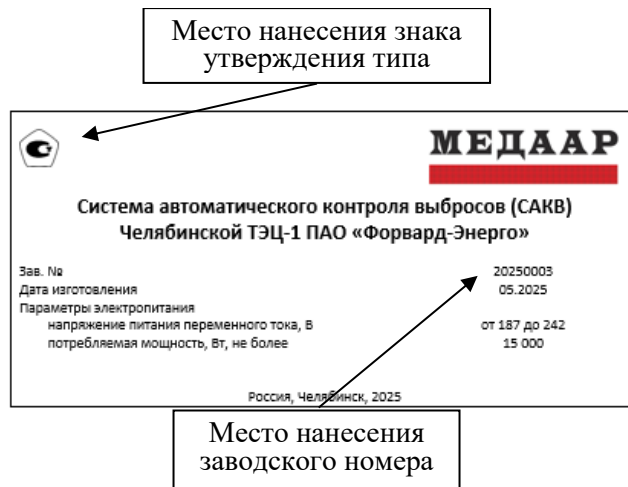 Место нанесения знака
утверждения типа
МЕДААР
Система автоматического контроля выбросов (САКВ)
Челябинской ТЭЦ-1 ПАО «Форвард-Энерго»
Зав. № 20250003
Дата изготовления 05.2025
Параметры электропитания
напряжение питания переменного тока, В от 187 до 242
потребляемая мощность, Вт, не более 15 000
Россия, Челябинск, 2025
Место нанесения
заводского номера